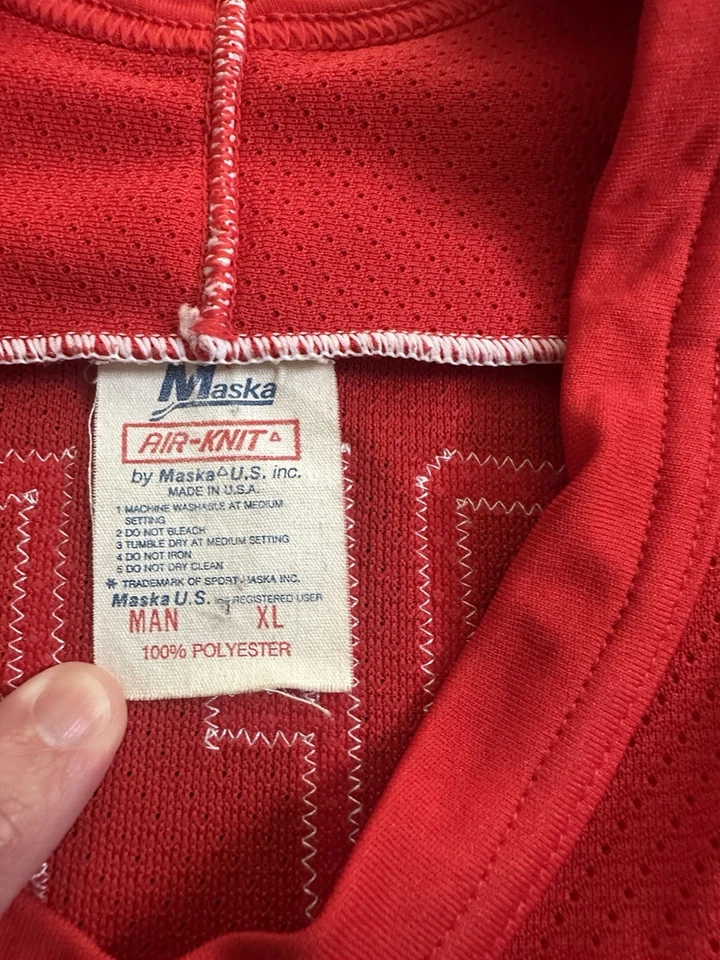 Maska
AIR-KNIT
by Maska U.S. inc.
MADE IN U.S.A.
1 MACHINE WASHABLE AT MEDIUM
SETTING
2 DO NOT BLEACH
3 TUMBLE DRY AT MEDIUM SETTING
4 DO NOT IRON
5 DO NOT DRY CLEAN
* TRADEMARK OF SPORT MASKA INC.
Maska U.S. inc. REGISTERED USER
MAN XL
100% POLYESTER